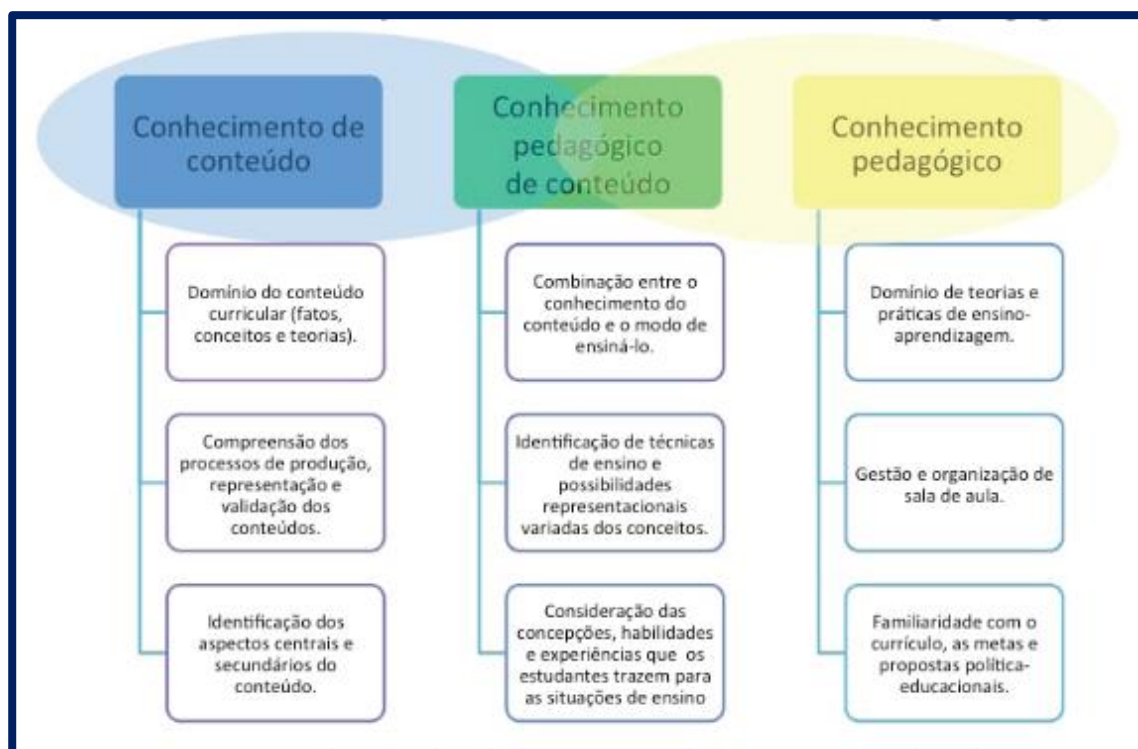 Conhecimento de
conteúdo
Conhecimento
pedagógico
de conteúdo
Conhecimento
pedagógico
Domínio do conteúdo
curricular (fatos,
conceitos e teorias).
Combinação entre o
conhecimento do
conteúdo e o modo de
ensiná-lo.
Domínio de teorias e
práticas de ensino-
aprendizagem.
Compreensão dos
processos de produção,
representação e
validação dos
conteúdos.
Identificação de técnicas
de ensino e
possibilidades
representacionais
variadas dos conceitos.
Gestão e organização de
sala de aula.
Identificação dos
aspectos centrais e
secundários do
conteúdo.
Consideração das
concepções, habilidades
e experiências que os
estudantes trazem para
as situações de ensino
Familiaridade com o
currículo, as metas e
propostas política-
educacionais.